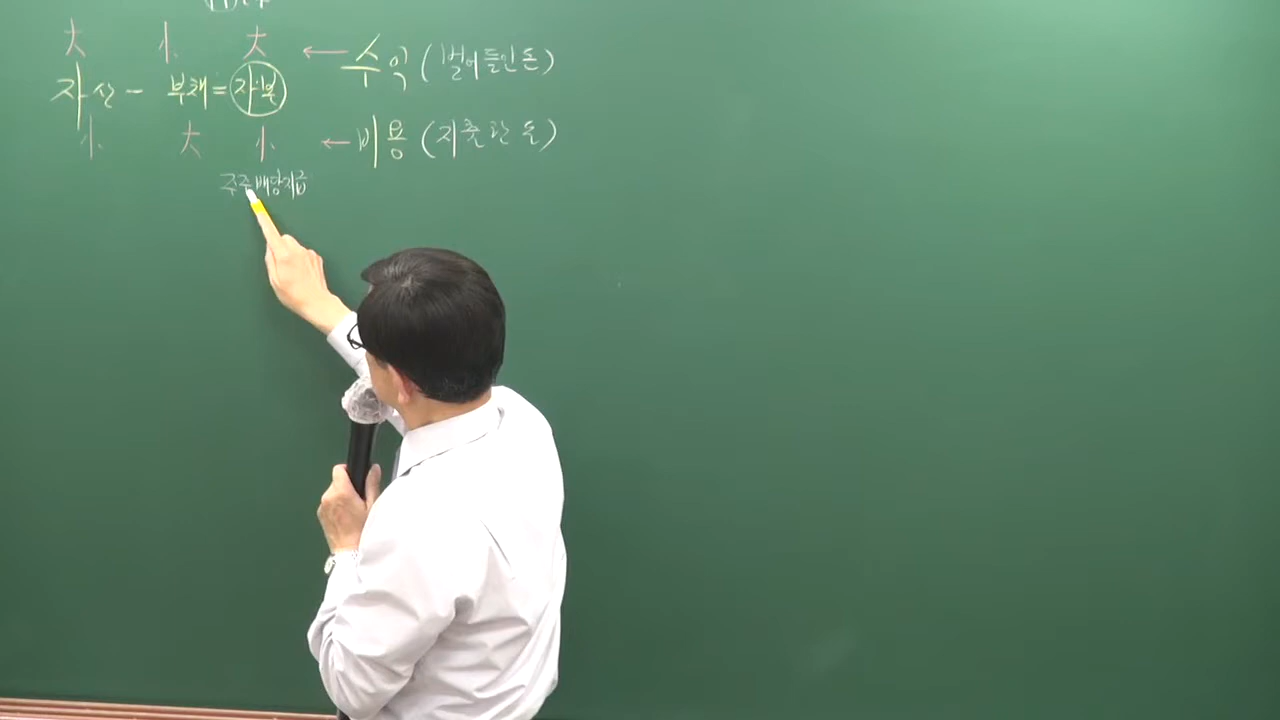 大 小 大 ← 수익 (벌어들인 돈)
자산 - 부채 = 자본
小 大 小 ← 비용 (지출한 돈)
주주배당지급